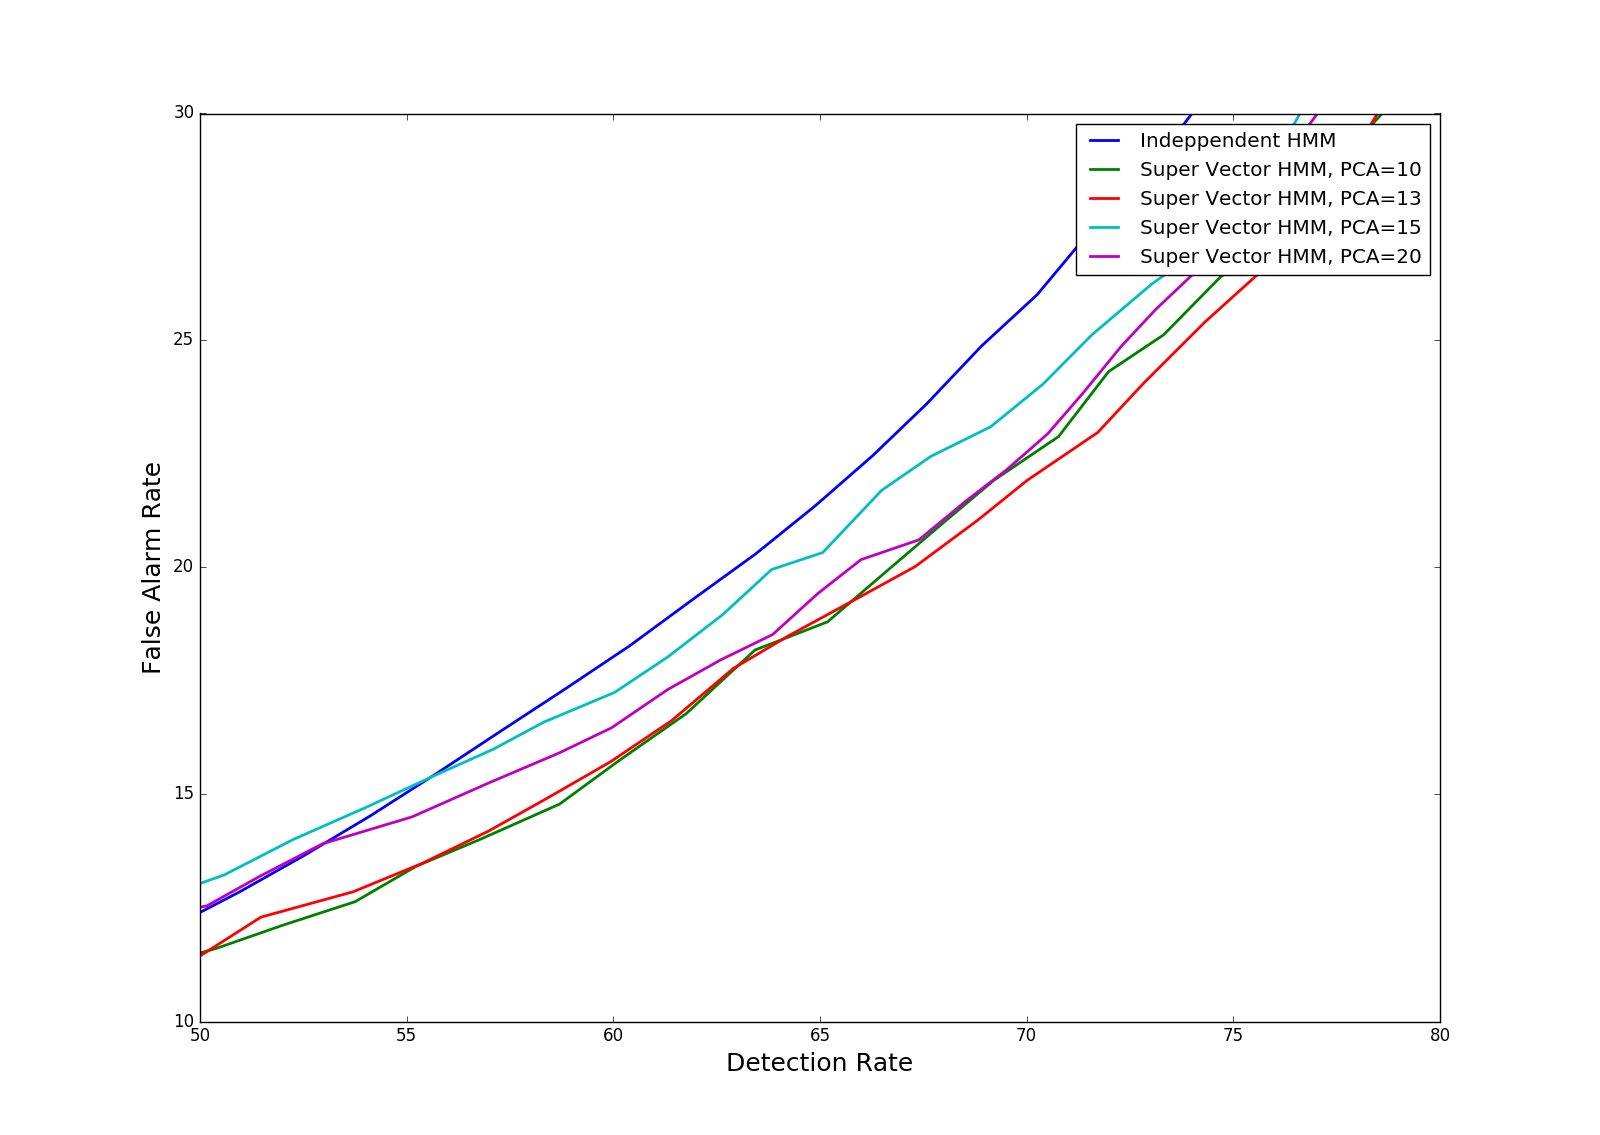 30
25
20
15
10
50
55
60
65
70
75
80
False Alarm Rate
Detection Rate
Indeppendent HMM
Super Vector HMM, PCA=10
Super Vector HMM, PCA=13
Super Vector HMM, PCA=15
Super Vector HMM, PCA=20